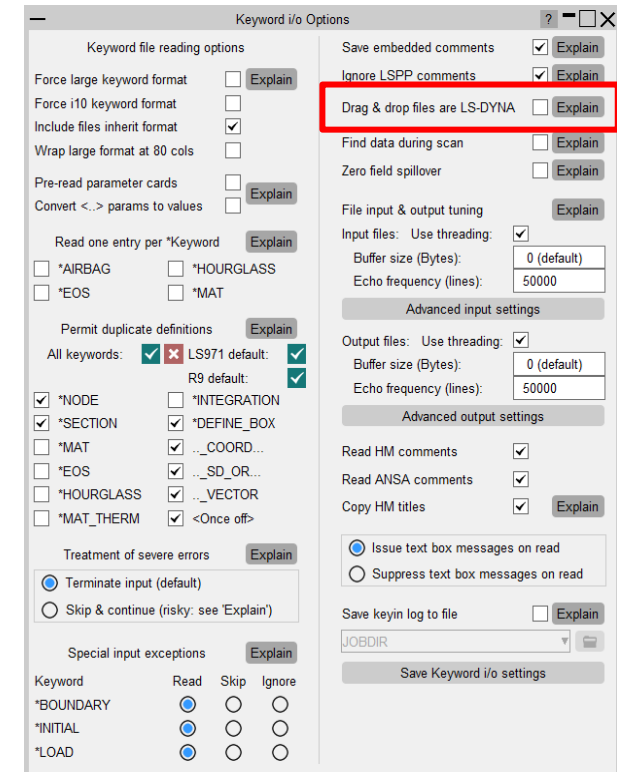 Keyword i/o Options ?
Keyword file reading options
Force large keyword format Explain
Force i10 keyword format
Include files inherit format
Wrap large format at 80 cols
Pre-read parameter cards
Explain
Convert <..> params to values
Read one entry per *Keyword Explain
*AIRBAG *HOURGLASS
*EOS *MAT
Permit duplicate definitions Explain
All keywords: LS971 default:
R9 default:
*NODE *INTEGRATION
*SECTION *DEFINE_BOX
*MAT .._COORD...
*EOS .._SD_OR...
*HOURGLASS .._VECTOR
*MAT_THERM <Once off>
Treatment of severe errors Explain
Terminate input (default)
Skip & continue (risky: see 'Explain')
Special input exceptions Explain
Keyword Read Skip Ignore
*BOUNDARY
*INITIAL
*LOAD
Save embedded comments Explain
Ignore LSPP comments Explain
Drag & drop files are LS-DYNA Explain
Find data during scan Explain
Zero field spillover Explain
File input & output tuning Explain
Input files: Use threading:
Buffer size (Bytes): 0 (default)
Echo frequency (lines): 50000
Advanced input settings
Output files: Use threading:
Buffer size (Bytes): 0 (default)
Echo frequency (lines): 50000
Advanced output settings
Read HM comments
Read ANSA comments
Copy HM titles Explain
Issue text box messages on read
Suppress text box messages on read
Save keyin log to file Explain
JOBDIR
Save Keyword i/o settings